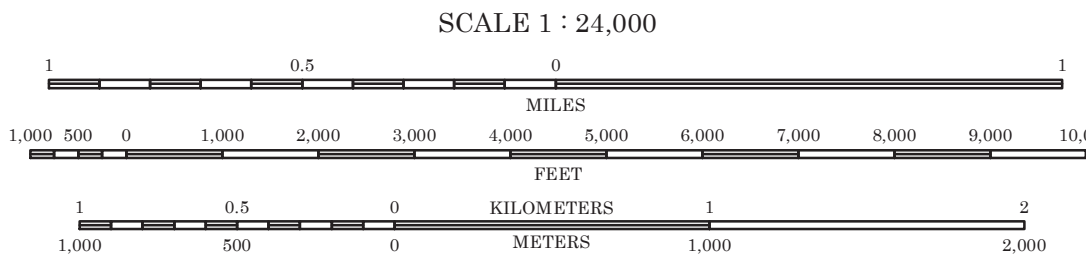 SCALE 1 : 24,000
1 0.5 0 1
MILES
1,000 500 0 1,000 2,000 3,000 4,000 5,000 6,000 7,000 8,000 9,000 10,0
FEET
1 0.5 0 KILOMETERS 1 2
1,000 500 0 METERS 1,000 2,000